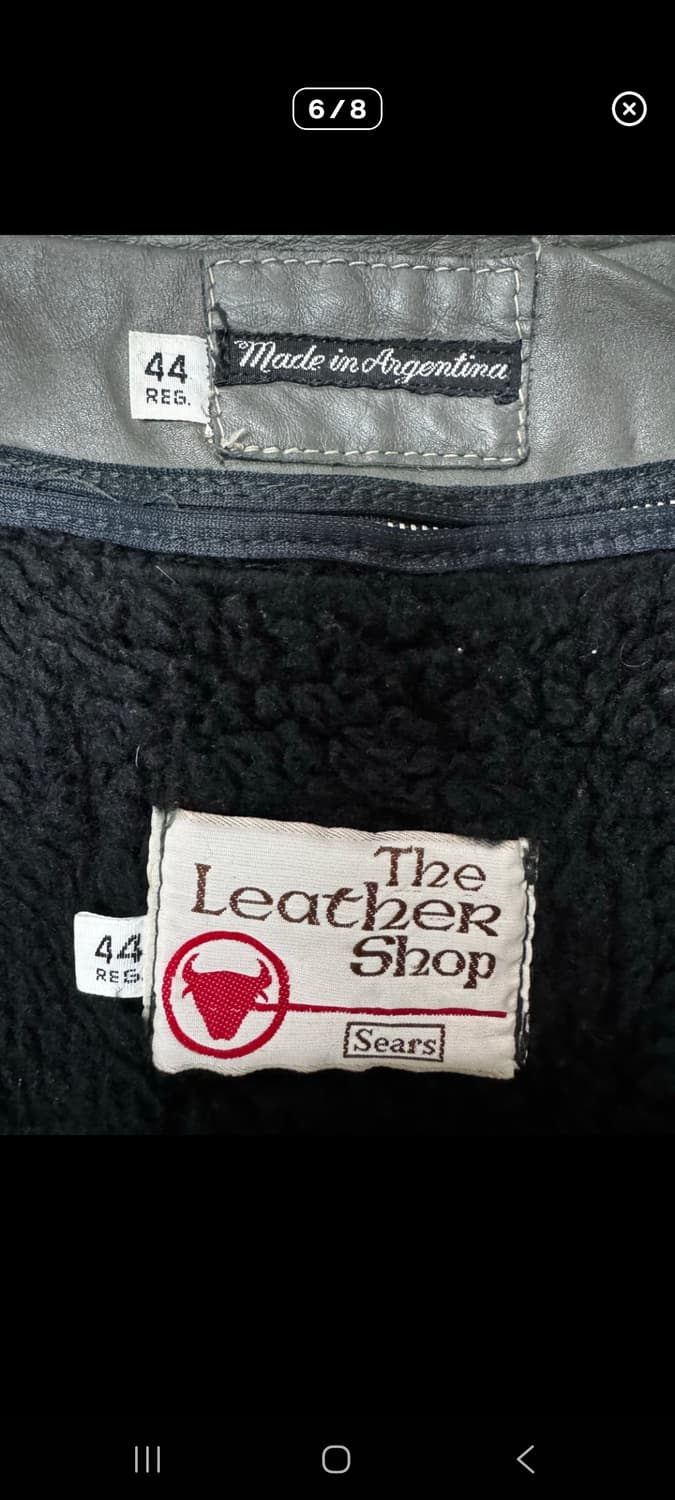 6/8
44
REG.
Made in Argentina
The
Leather
Shop
44
REG.
Sears